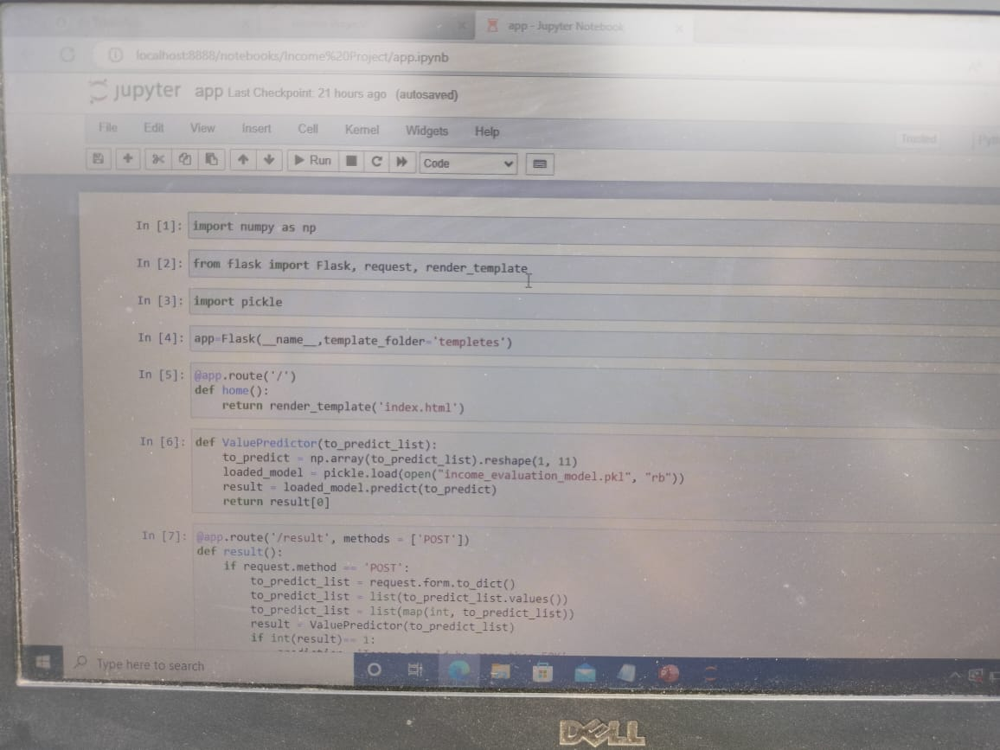 app - Jupyter Notebook
localhost:8888/notebooks/Income%20Project/app.ipynb
jupyter app Last Checkpoint: 21 hours ago (autosaved)
File Edit View Insert Cell Kernel Widgets Help Trusted
Run Code
In [1]: import numpy as np
In [2]: from flask import Flask, request, render_template
In [3]: import pickle
In [4]: app=Flask(__name__,template_folder='templetes')
In [5]: @app.route('/')
def home():
return render_template('index.html')
In [6]: def ValuePredictor(to_predict_list):
to_predict = np.array(to_predict_list).reshape(1, 11)
loaded_model = pickle.load(open("income_evaluation_model.pkl", "rb"))
result = loaded_model.predict(to_predict)
return result[0]
In [7]: @app.route('/result', methods = ['POST'])
def result():
if request.method == 'POST':
to_predict_list = request.form.to_dict()
to_predict_list = list(to_predict_list.values())
to_predict_list = list(map(int, to_predict_list))
result = ValuePredictor(to_predict_list)
if int(result)== 1:
Type here to search
DELL